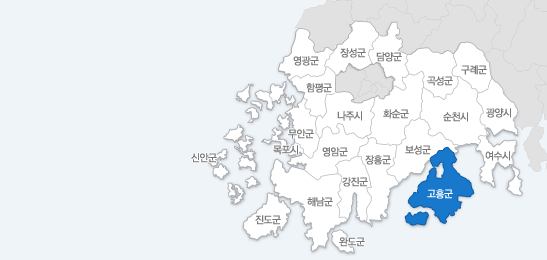 장성군
담양군
영광군
곡성군
구례군
함평군
나주시
화순군
순천시
광양시
무안군
목포시
신안군
영암군
장흥군
보성군
여수시
강진군
고흥군
해남군
진도군
완도군